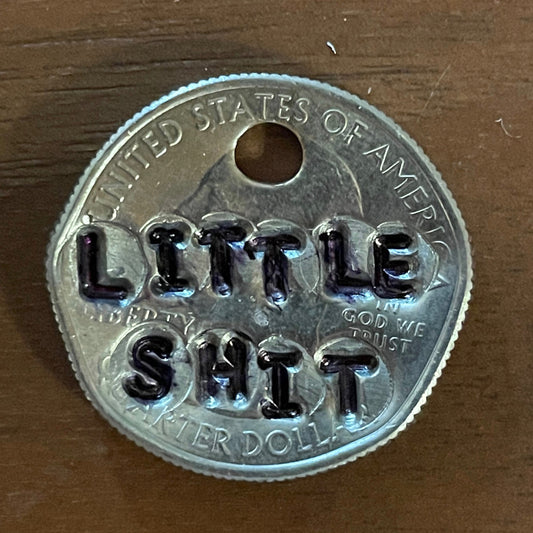 UNITED STATES OF AMERICA
LITTLE
LIBERTY
IN
GOD WE
TRUST
SHIT
QUARTER DOLLAR